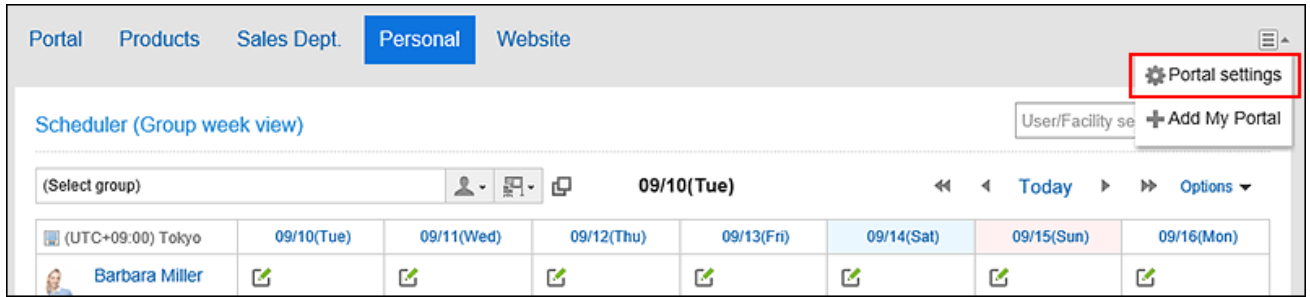 Portal Products Sales Dept. Personal Website
Portal settings
Add My Portal
Scheduler (Group week view)
User/Facility se
(Select group)
09/10(Tue)
Today
Options
(UTC+09:00) Tokyo 09/10(Tue) 09/11(Wed) 09/12(Thu) 09/13(Fri) 09/14(Sat) 09/15(Sun) 09/16(Mon)
Barbara Miller